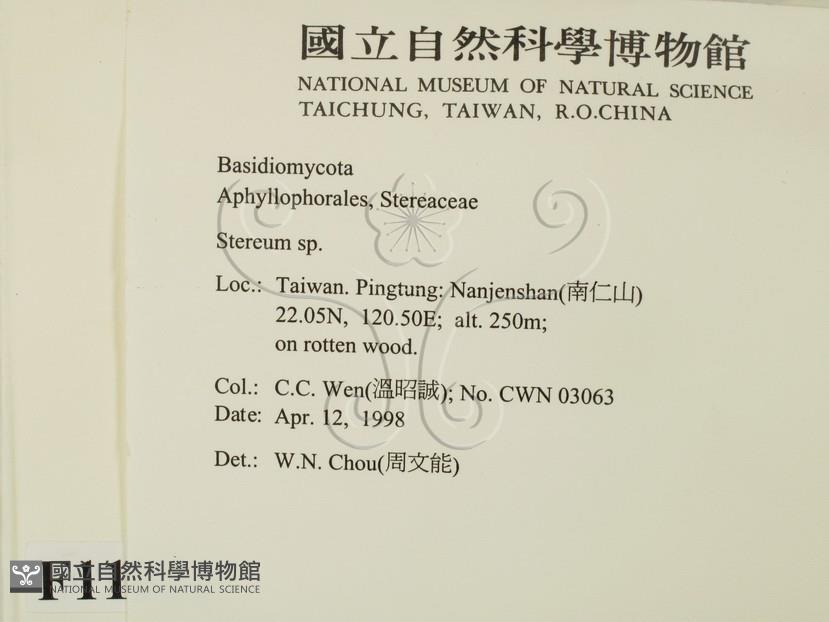 國立自然科學博物館
NATIONAL MUSEUM OF NATURAL SCIENCE
TAICHUNG, TAIWAN, R.O.CHINA
Basidiomycota
Aphyllophorales, Stereaceae
Stereum sp.
Loc.: Taiwan. Pingtung: Nanjenshan(南仁山)
22.05N, 120.50E; alt. 250m;
on rotten wood.
Col.: C.C. Wen(溫昭誠); No. CWN 03063
Date: Apr. 12, 1998
Det.: W.N. Chou(周文能)
F11
國立自然科學博物館
NATIONAL MUSEUM OF NATURAL SCIENCE